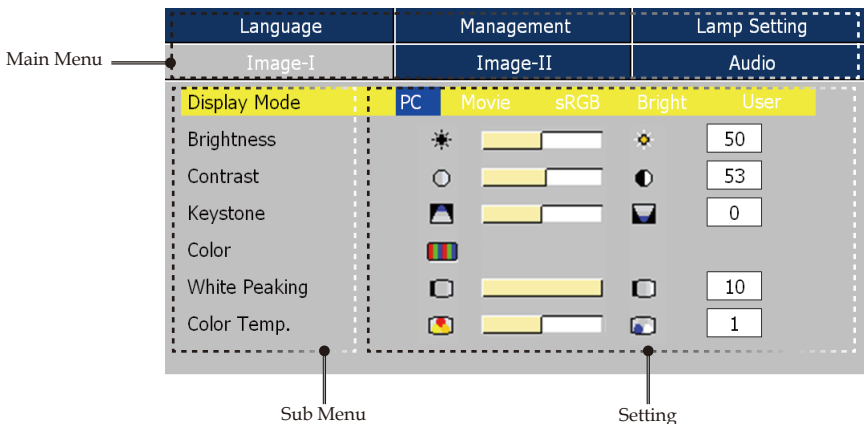 Language Management Lamp Setting
Main Menu Image-I Image-II Audio
Display Mode PC Movie sRGB Bright User
Brightness 50
Contrast 53
Keystone 0
Color
White Peaking 10
Color Temp. 1
Sub Menu Setting